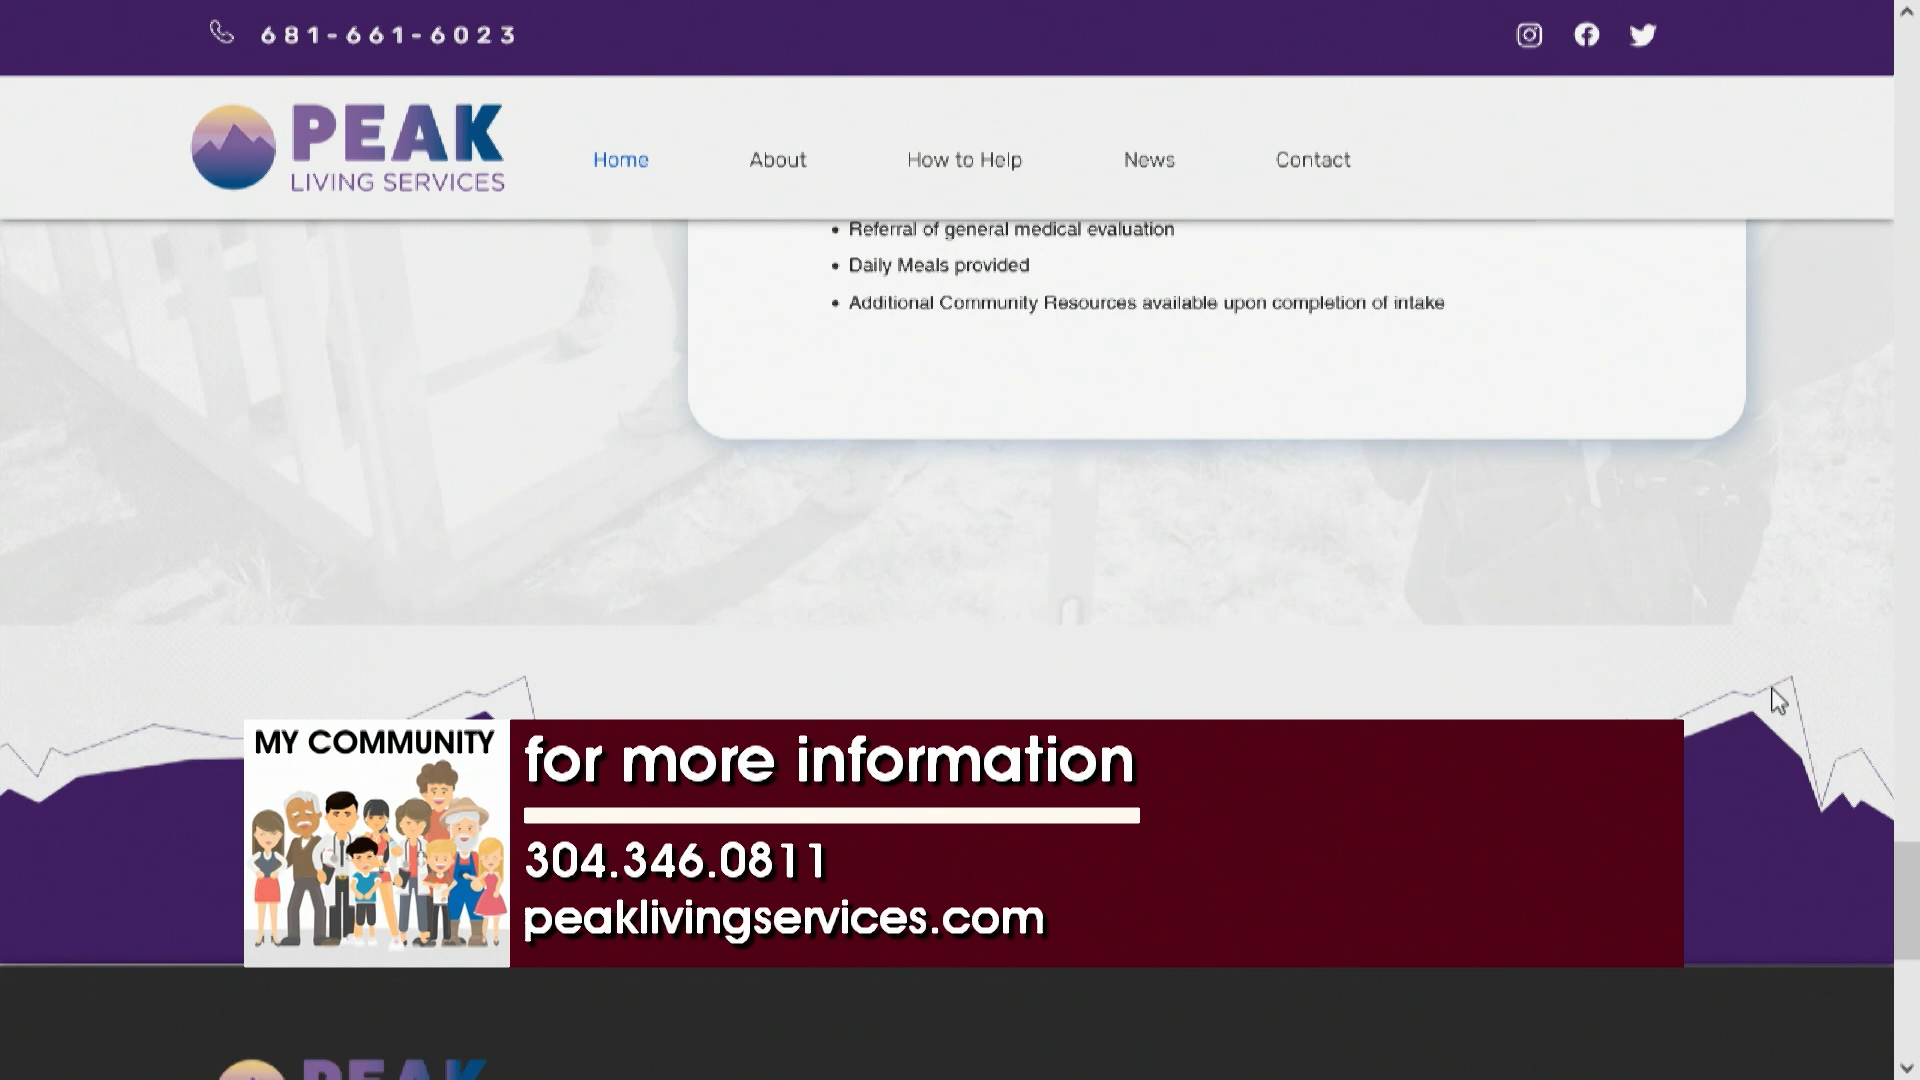 681-661-6023
PEAK
LIVING SERVICES
Home
About
How to Help
News
Contact
• Referral of general medical evaluation
• Daily Meals provided
• Additional Community Resources available upon completion of intake
MY COMMUNITY
for more information
304.346.0811
peaklivingservices.com
PEAK